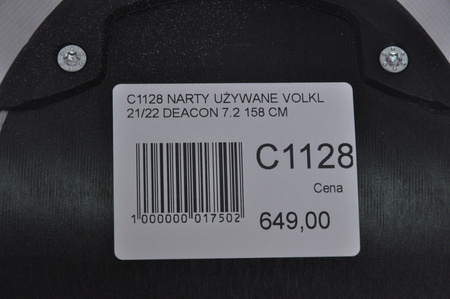 C1128 NARTY UŻYWANE VOLKL
21/22 DEACON 7.2 158 CM
C1128
Cena
1 000000 017502
649,00